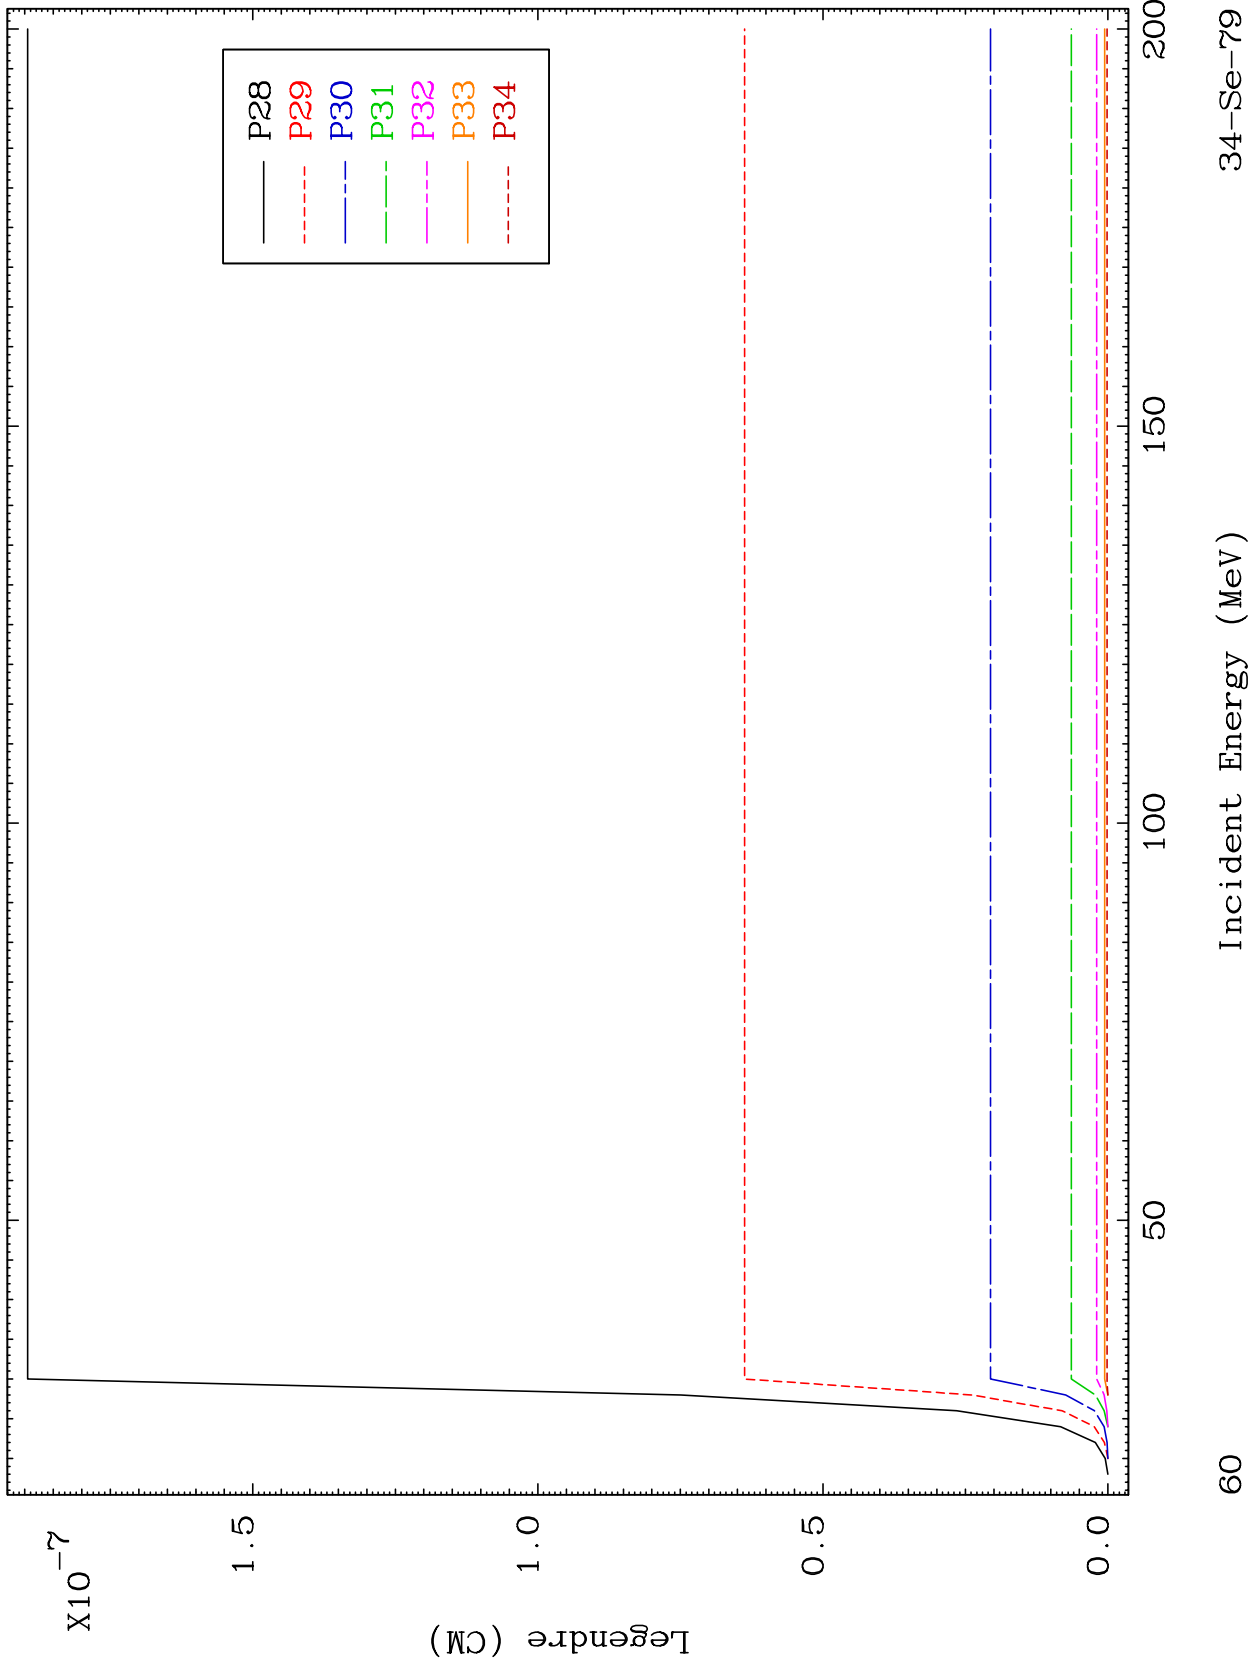 X10-7
1.5
1.0
0.5
0.0
Legendre (CM)
P28
P29
P30
P31
P32
P33
P34
50
100
150
200
Incident Energy (MeV)
60
34-Se-79